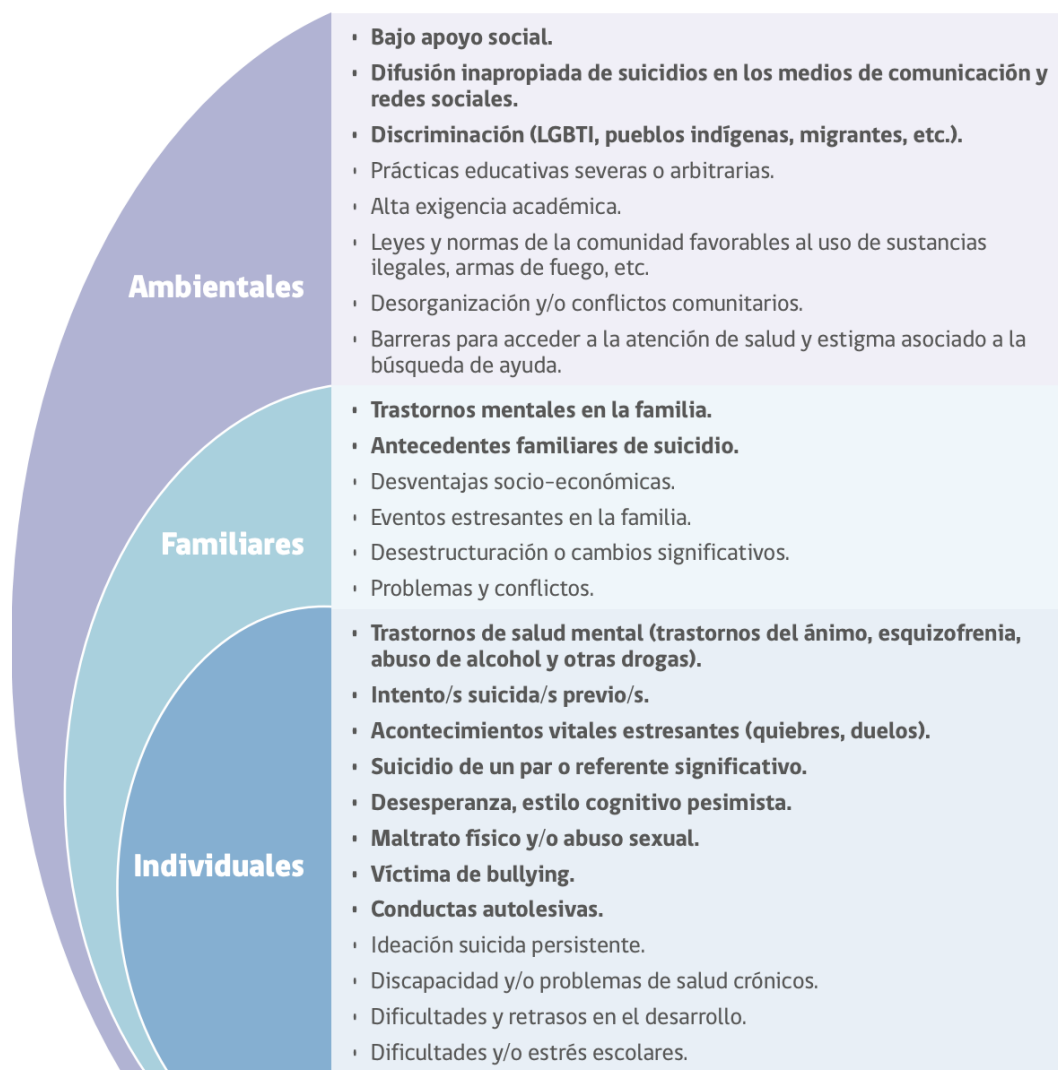 Ambientales
· Bajo apoyo social.
· Difusión inapropiada de suicidios en los medios de comunicación y
redes sociales.
· Discriminación (LGBTI, pueblos indígenas, migrantes, etc.).
· Prácticas educativas severas o arbitrarias.
· Alta exigencia académica.
· Leyes y normas de la comunidad favorables al uso de sustancias
ilegales, armas de fuego, etc.
· Desorganización y/o conflictos comunitarios.
· Barreras para acceder a la atención de salud y estigma asociado a la
búsqueda de ayuda.
Familiares
· Trastornos mentales en la familia.
· Antecedentes familiares de suicidio.
· Desventajas socio-económicas.
· Eventos estresantes en la familia.
· Desestructuración o cambios significativos.
· Problemas y conflictos.
Individuales
· Trastornos de salud mental (trastornos del ánimo, esquizofrenia,
abuso de alcohol y otras drogas).
· Intento/s suicida/s previo/s.
· Acontecimientos vitales estresantes (quiebres, duelos).
· Suicidio de un par o referente significativo.
· Desesperanza, estilo cognitivo pesimista.
· Maltrato físico y/o abuso sexual.
· Víctima de bullying.
· Conductas autolesivas.
· Ideación suicida persistente.
· Discapacidad y/o problemas de salud crónicos.
· Dificultades y retrasos en el desarrollo.
· Dificultades y/o estrés escolares.